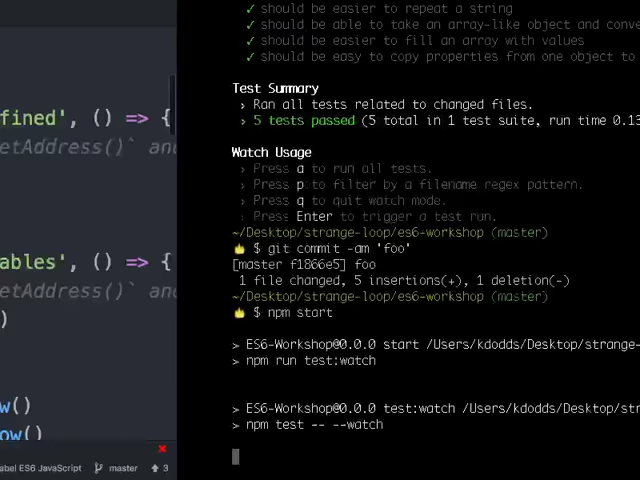 ✓ should be easier to repeat a string
✓ should be able to take an array-like object and conve
✓ should be easier to fill an array with values
✓ should be easy to copy properties from one object to
Test Summary
› Ran all tests related to changed files.
› 5 tests passed (5 total in 1 test suite, run time 0.13
Watch Usage
› Press a to run all tests.
› Press p to filter by a filename regex pattern.
› Press q to quit watch mode.
› Press Enter to trigger a test run.
~/Desktop/strange-loop/es6-workshop (master)
$ git commit -am 'foo'
[master f1866e5] foo
1 file changed, 5 insertions(+), 1 deletion(-)
~/Desktop/strange-loop/es6-workshop (master)
$ npm start
> ES6-Workshop@0.0.0 start /Users/kdodds/Desktop/strange-
> npm run test:watch
> ES6-Workshop@0.0.0 test:watch /Users/kdodds/Desktop/str
> npm test -- --watch
fined', () => {
etAddress()` and
ables', () => {
etAddress()` and
)
w()
ow()
abel ES6 JavaScript master 3